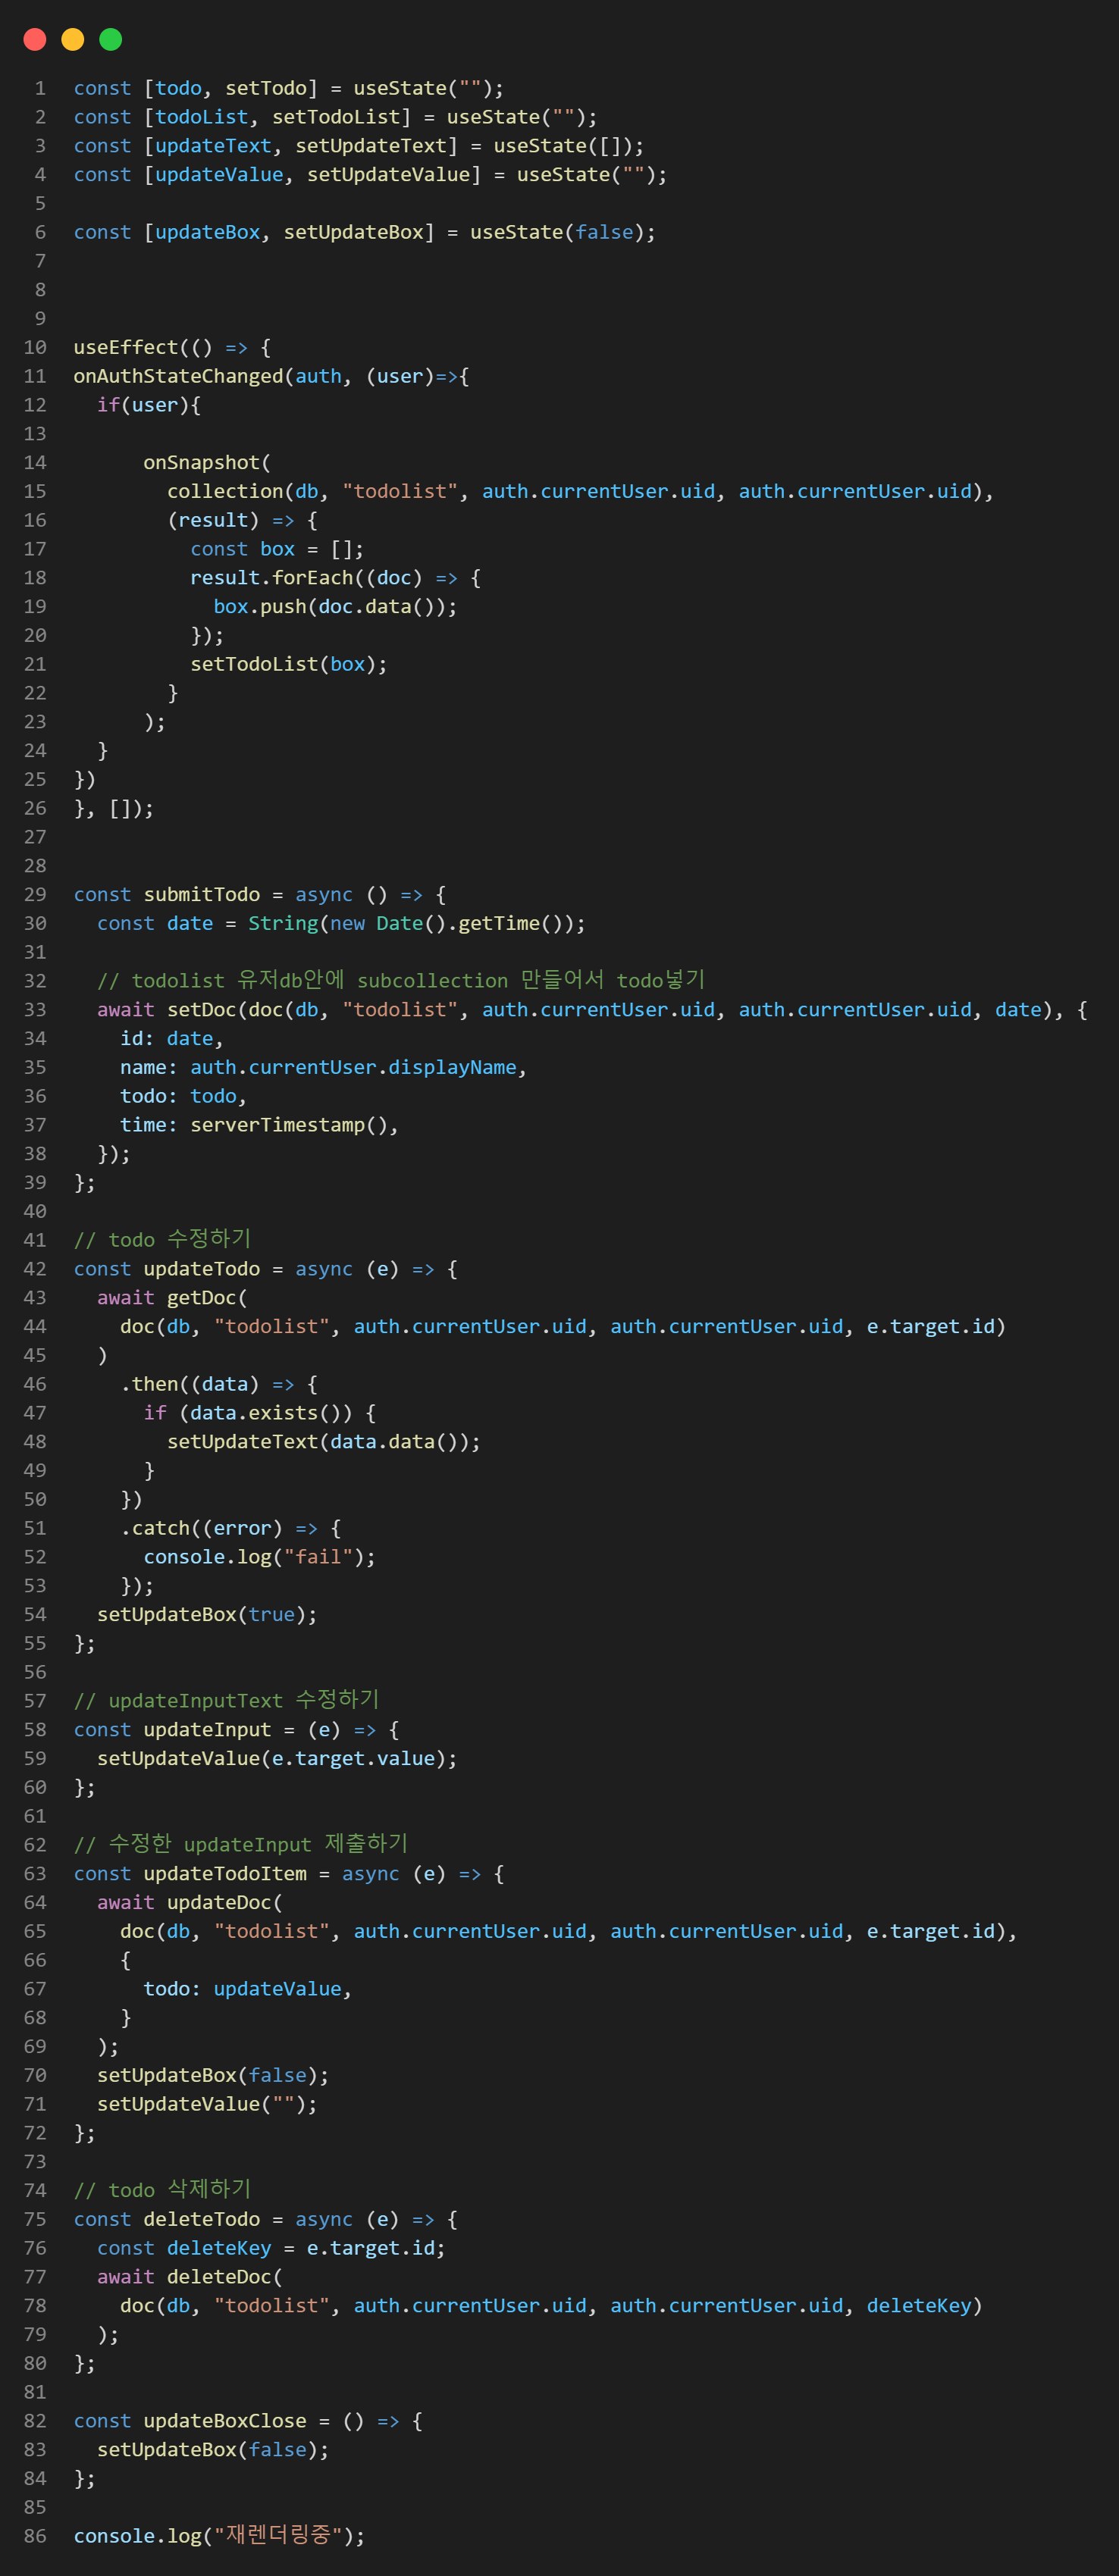 1 const [todo, setTodo] = useState("");
2 const [todoList, setTodoList] = useState("");
3 const [updateText, setUpdateText] = useState([]);
4 const [updateValue, setUpdateValue] = useState("");
5
6 const [updateBox, setUpdateBox] = useState(false);
7
8
9
10 useEffect(() => {
11 onAuthStateChanged(auth, (user)=>{
12   if(user){
13
14       onSnapshot(
15         collection(db, "todolist", auth.currentUser.uid, auth.currentUser.uid),
16         (result) => {
17           const box = [];
18           result.forEach((doc) => {
19             box.push(doc.data());
20           });
21           setTodoList(box);
22         }
23       );
24   }
25 })
26 }, []);
27
28
29 const submitTodo = async () => {
30   const date = String(new Date().getTime());
31
32   // todolist 유저db안에 subcollection 만들어서 todo넣기
33   await setDoc(doc(db, "todolist", auth.currentUser.uid, auth.currentUser.uid, date), {
34     id: date,
35     name: auth.currentUser.displayName,
36     todo: todo,
37     time: serverTimestamp(),
38   });
39 };
40
41 // todo 수정하기
42 const updateTodo = async (e) => {
43   await getDoc(
44     doc(db, "todolist", auth.currentUser.uid, auth.currentUser.uid, e.target.id)
45   )
46     .then((data) => {
47       if (data.exists()) {
48         setUpdateText(data.data());
49       }
50     })
51     .catch((error) => {
52       console.log("fail");
53     });
54   setUpdateBox(true);
55 };
56
57 // updateInputText 수정하기
58 const updateInput = (e) => {
59   setUpdateValue(e.target.value);
60 };
61
62 // 수정한 updateInput 제출하기
63 const updateTodoItem = async (e) => {
64   await updateDoc(
65     doc(db, "todolist", auth.currentUser.uid, auth.currentUser.uid, e.target.id),
66     {
67       todo: updateValue,
68     }
69   );
70   setUpdateBox(false);
71   setUpdateValue("");
72 };
73
74 // todo 삭제하기
75 const deleteTodo = async (e) => {
76   const deleteKey = e.target.id;
77   await deleteDoc(
78     doc(db, "todolist", auth.currentUser.uid, auth.currentUser.uid, deleteKey)
79   );
80 };
81
82 const updateBoxClose = () => {
83   setUpdateBox(false);
84 };
85
86 console.log("재렌더링중");